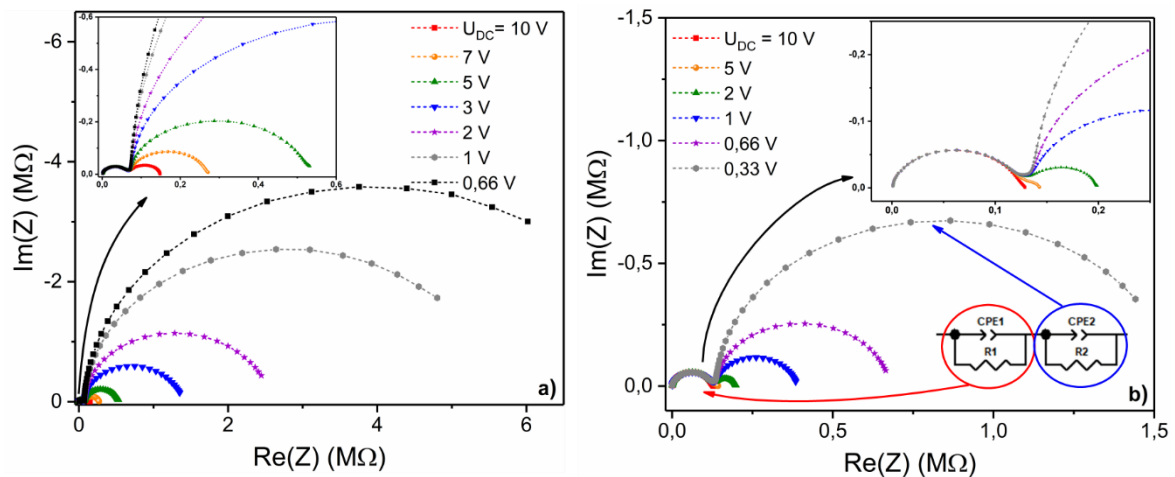 -6
-4
-2
0
Im(Z) (MΩ)
0
2
4
6
Re(Z) (MΩ)
-0,6
-0,4
-0,2
0,0
0,0
0,2
0,4
0,6
U_DC= 10 V
7 V
5 V
3 V
2 V
1 V
0,66 V
a)
-1,5
-1,0
-0,5
0,0
Im(Z) (MΩ)
0,0
0,5
1,0
1,5
Re(Z) (MΩ)
U_DC = 10 V
5 V
2 V
1 V
0,66 V
0,33 V
-0,2
-0,1
0,0
0,0
0,1
0,2
CPE1
R1
CPE2
R2
b)